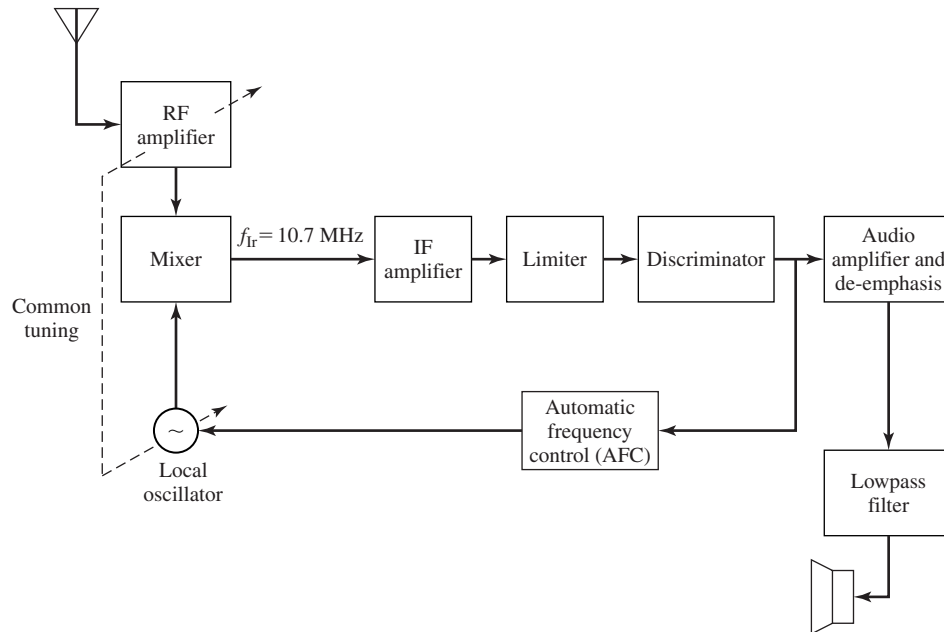 RF
amplifier
Mixer
f_Ir = 10.7 MHz
IF
amplifier
Limiter
Discriminator
Audio
amplifier and
de-emphasis
Common
tuning
~
Local
oscillator
Automatic
frequency
control (AFC)
Lowpass
filter